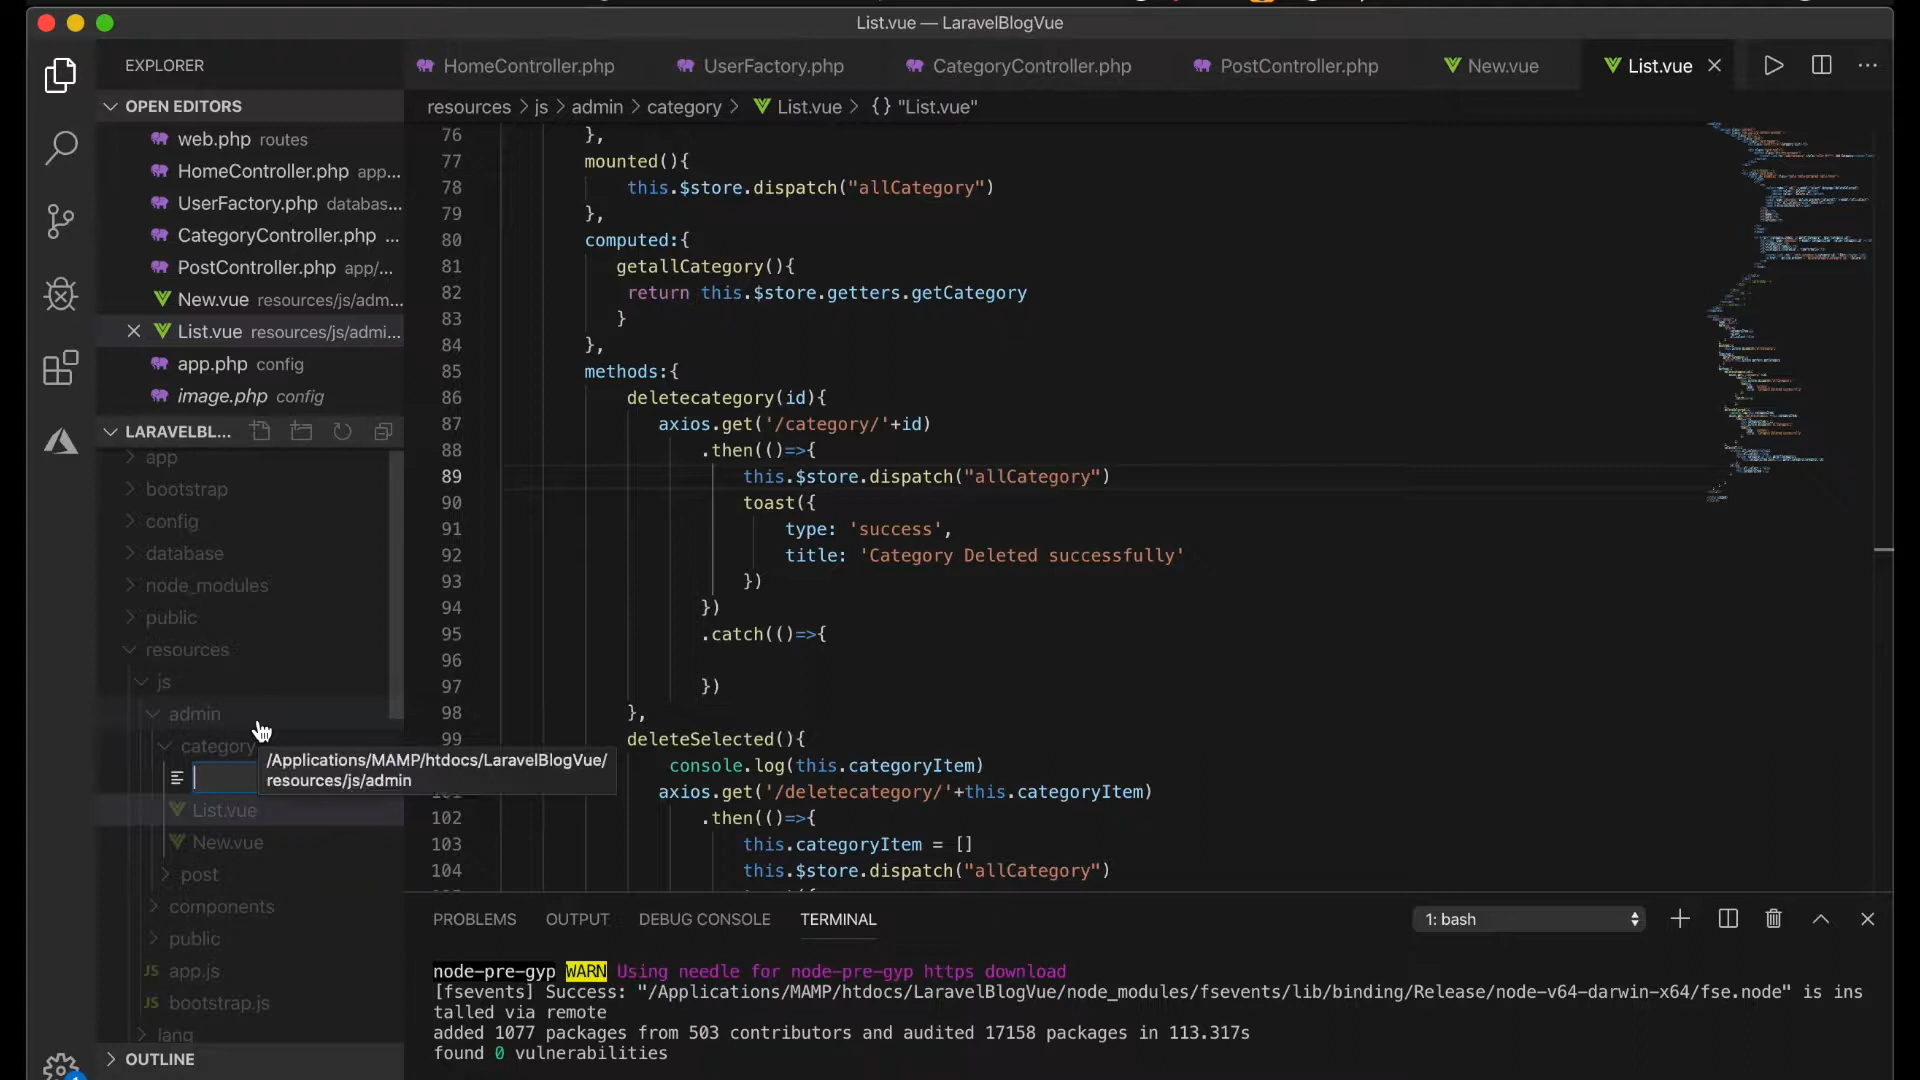 List.vue — LaravelBlogVue
EXPLORER
HomeController.php
UserFactory.php
CategoryController.php
PostController.php
New.vue
List.vue
OPEN EDITORS
web.php routes
HomeController.php app...
UserFactory.php databas...
CategoryController.php ...
PostController.php app/...
New.vue resources/js/adm...
List.vue resources/js/admi...
app.php config
image.php config
LARAVELBL...
app
bootstrap
config
database
node_modules
public
resources
js
admin
category
List.vue
New.vue
post
components
public
JS app.js
JS bootstrap.js
lang
OUTLINE
/Applications/MAMP/htdocs/LaravelBlogVue/
resources/js/admin
resources > js > admin > category > List.vue > {} "List.vue"
76 },
77 mounted(){
78 this.$store.dispatch("allCategory")
79 },
80 computed:{
81 getallCategory(){
82 return this.$store.getters.getCategory
83 }
84 },
85 methods:{
86 deletecategory(id){
87 axios.get('/category/'+id)
88 .then(()=>{
89 this.$store.dispatch("allCategory")
90 toast({
91 type: 'success',
92 title: 'Category Deleted successfully'
93 })
94 })
95 .catch(()=>{
96
97 })
98 },
99 deleteSelected(){
console.log(this.categoryItem)
axios.get('/deletecategory/'+this.categoryItem)
102 .then(()=>{
103 this.categoryItem = []
104 this.$store.dispatch("allCategory")
PROBLEMS
OUTPUT
DEBUG CONSOLE
TERMINAL
1: bash
node-pre-gyp WARN Using needle for node-pre-gyp https download
[fsevents] Success: "/Applications/MAMP/htdocs/LaravelBlogVue/node_modules/fsevents/lib/binding/Release/node-v64-darwin-x64/fse.node" is ins
talled via remote
added 1077 packages from 503 contributors and audited 17158 packages in 113.317s
found 0 vulnerabilities